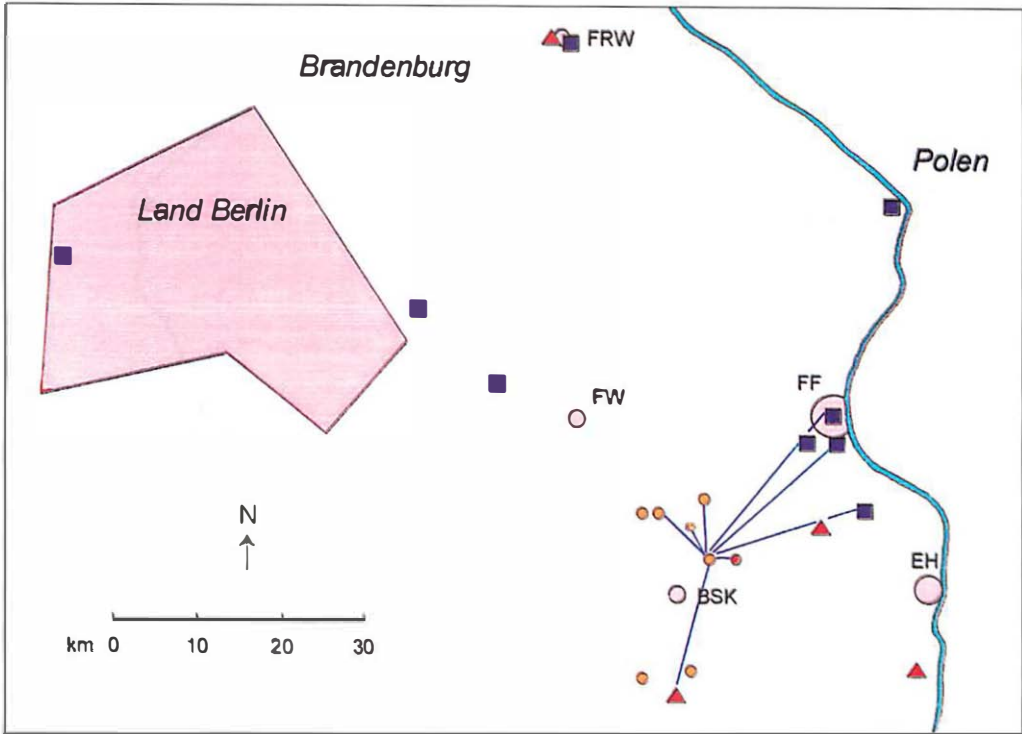 FRW
Brandenburg
Polen
Land Berlin
FF
FW
N
EH
BSK
km 0 10 20 30